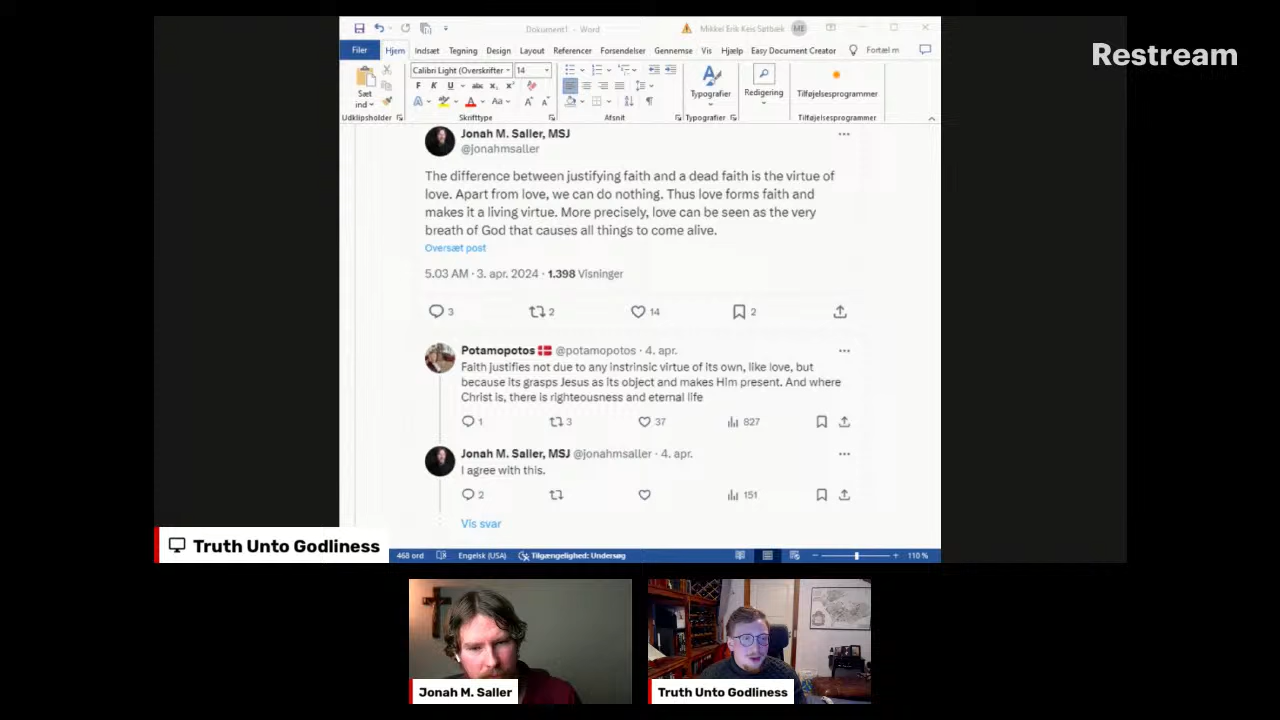 Dokument1 - Word
Mikkel Erik Keis Søtbæk
ME
Restream
Filer Hjem Indsæt Tegning Design Layout Referencer Forsendelser Gennemse Vis Hjælp Easy Document Creator Fortæl m
Calibri Light (Overskrifter 14
Sæt
ind
F K U abc x₂ x²
A A Aa A A
Typografier
Redigering
Tilføjelsesprogrammer
Udklipsholder Skrifttype Afsnit Typografier Tilføjelsesprogrammer
Jonah M. Saller, MSJ
@jonahmsaller
The difference between justifying faith and a dead faith is the virtue of
love. Apart from love, we can do nothing. Thus love forms faith and
makes it a living virtue. More precisely, love can be seen as the very
breath of God that causes all things to come alive.
Oversæt post
5.03 AM · 3. apr. 2024 · 1.398 Visninger
3 2 14 2
Potamopotos 🇩🇰 @potamopotos · 4. apr.
Faith justifies not due to any instrinsic virtue of its own, like love, but
because its grasps Jesus as its object and makes Him present. And where
Christ is, there is righteousness and eternal life
1 3 37 827
Jonah M. Saller, MSJ @jonahmsaller · 4. apr.
I agree with this.
2 151
Vis svar
Truth Unto Godliness
468 ord Engelsk (USA) Tilgængelighed: Undersøg 110 %
Jonah M. Saller
Truth Unto Godliness